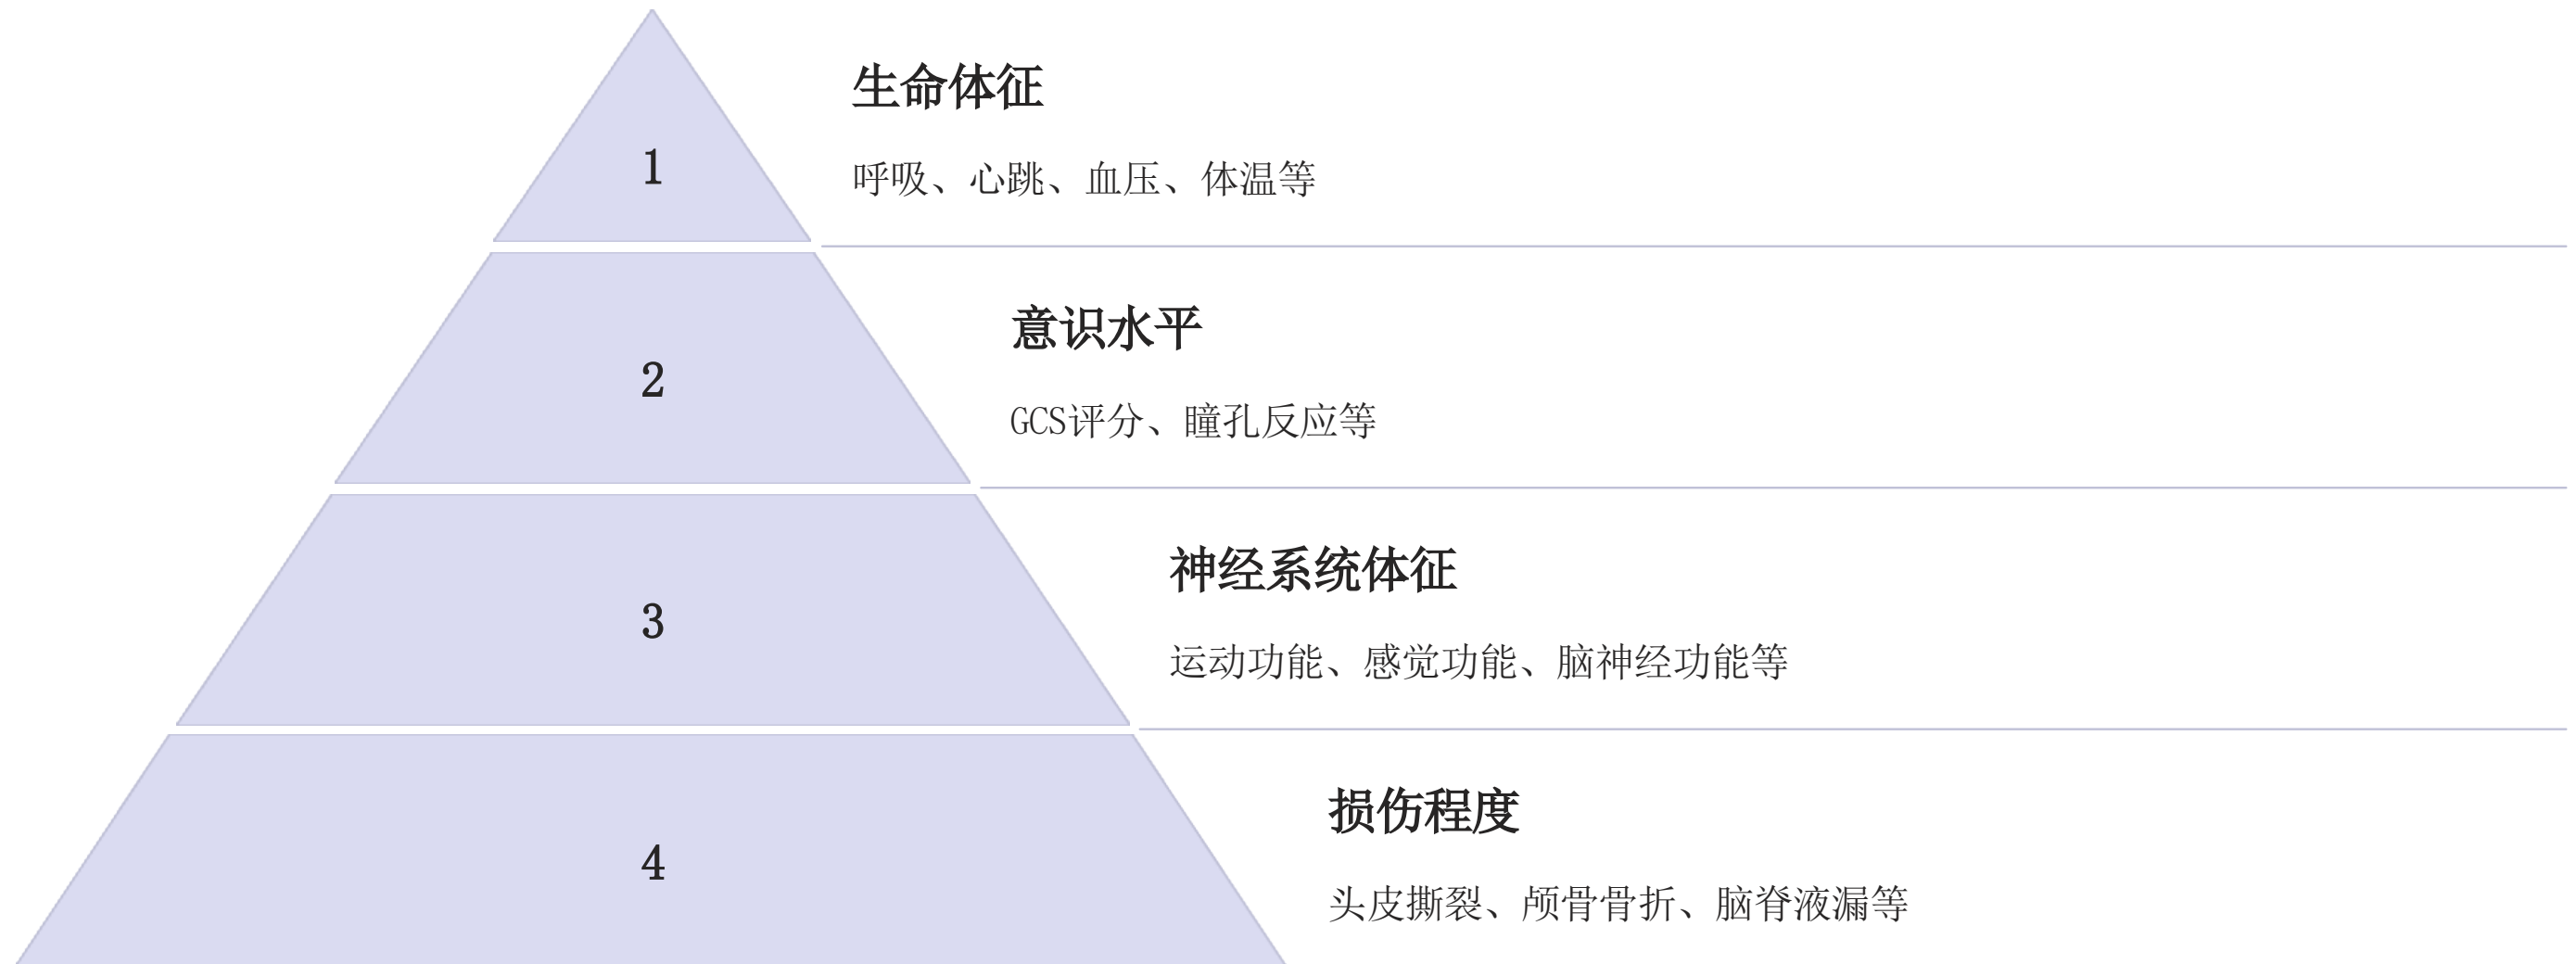 生命体征
1
呼吸、心跳、血压、体温等
意识水平
2
GCS评分、瞳孔反应等
神经系统体征
3
运动功能、感觉功能、脑神经功能等
损伤程度
4
头皮撕裂、颅骨骨折、脑脊液漏等